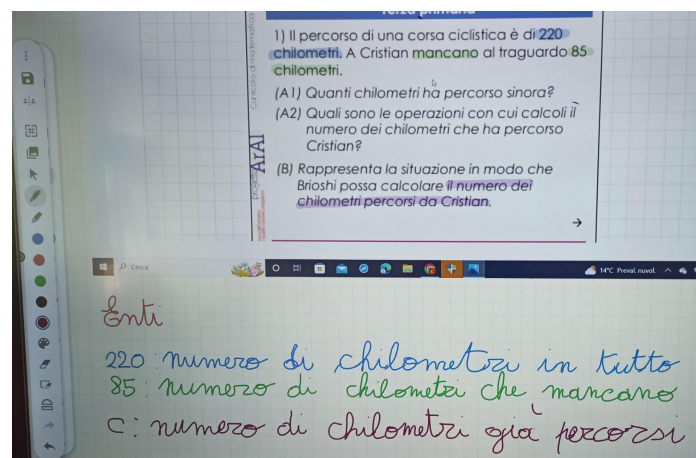 Terza primaria
1) Il percorso di una corsa ciclistica è di 220
chilometri. A Cristian mancano al traguardo 85
chilometri.
(A1) Quanti chilometri ha percorso sinora?
(A2) Quali sono le operazioni con cui calcoli il
numero dei chilometri che ha percorso
Cristian?
(B) Rappresenta la situazione in modo che
Brioshi possa calcolare il numero dei
chilometri percorsi da Cristian.
progetto ArAl
Cerca
14°C Preval. nuvol.
Enti
220: numero di chilometri in tutto
85: numero di chilometri che mancano
C: numero di chilometri già percorsi